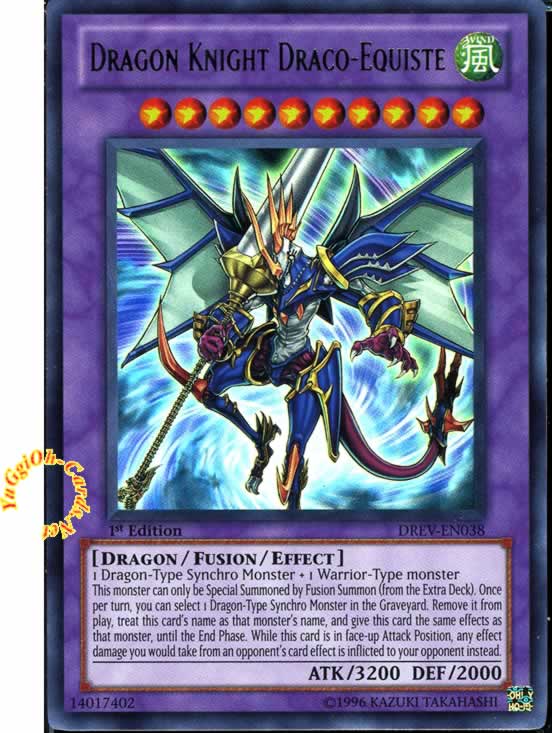 DRAGON KNIGHT DRACO-EQUISTE
WIND
風
YuGgiOh-Cards.Net
1st Edition
DREV-EN038
[DRAGON / FUSION / EFFECT]
1 Dragon-Type Synchro Monster + 1 Warrior-Type monster
This monster can only be Special Summoned by Fusion Summon (from the Extra Deck). Once
per turn, you can select 1 Dragon-Type Synchro Monster in the Graveyard. Remove it from
play, treat this card's name as that monster's name, and give this card the same effects as
that monster, until the End Phase. While this card is in face-up Attack Position, any effect
damage you would take from an opponent's card effect is inflicted to your opponent instead.
ATK/3200 DEF/2000
14017402
©1996 KAZUKI TAKAHASHI